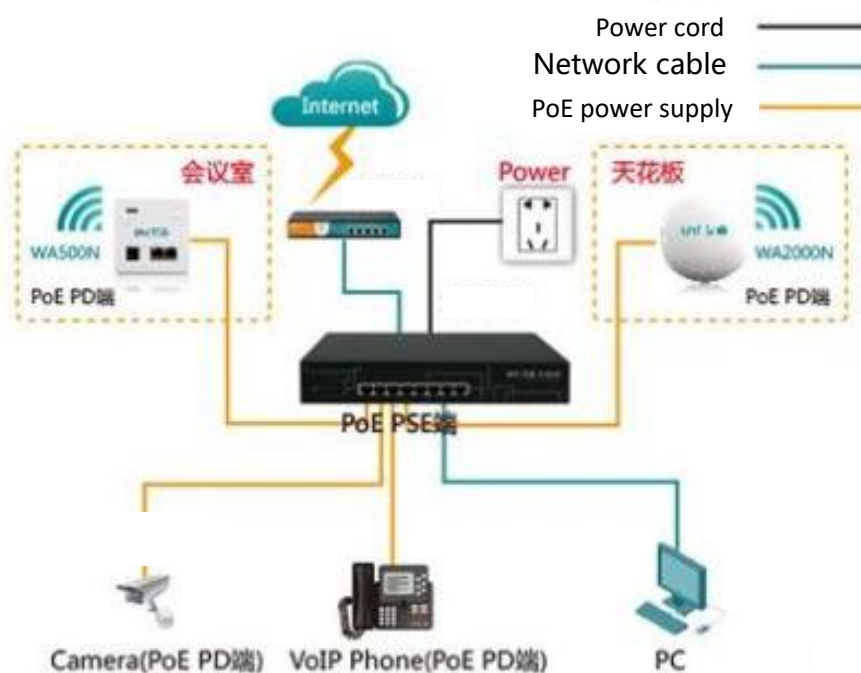 Power cord
Network cable
PoE power supply
Internet
会议室
Power
天花板
WA500N
WA2000N
PoE PD端
PoE PD端
PoE PSE端
Camera(PoE PD端)
VoIP Phone(PoE PD端)
PC